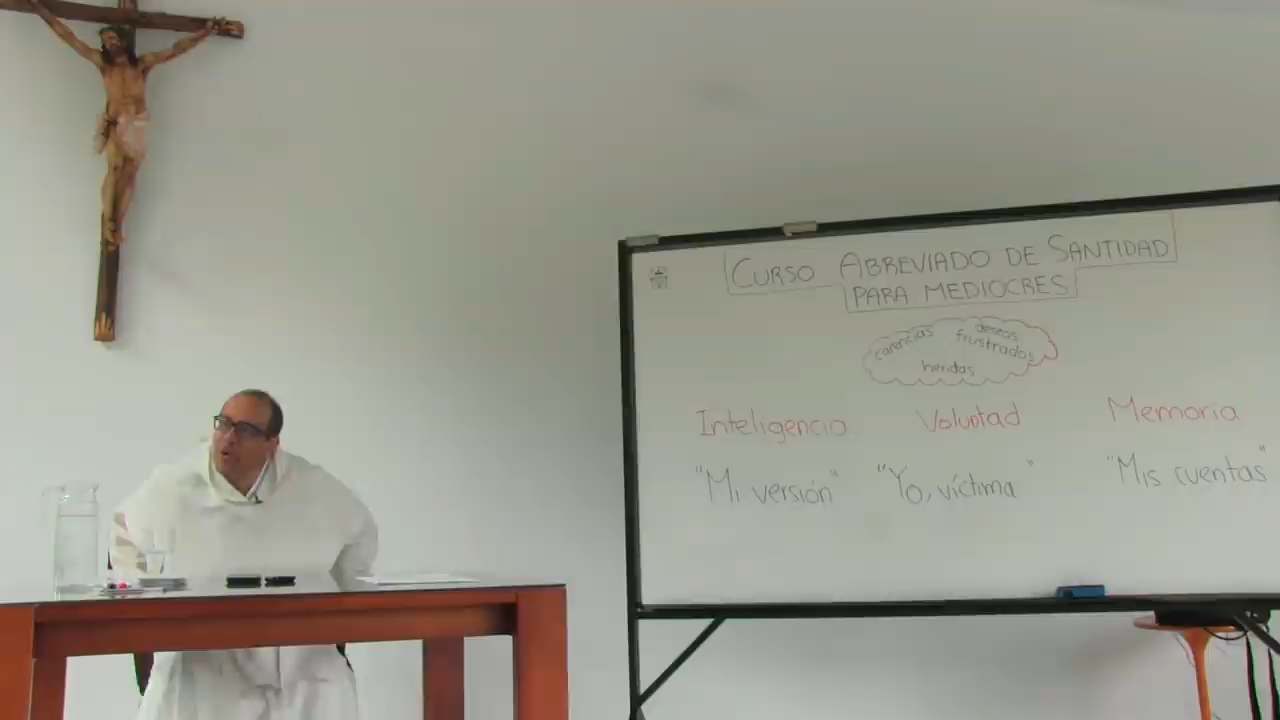 CURSO ABREVIADO DE SANTIDAD
PARA MEDIOCRES
carencias deseos frustrados
heridas
Inteligencia Voluntad Memoria
"Mi versión" "Yo, víctima" "Mis cuentas"